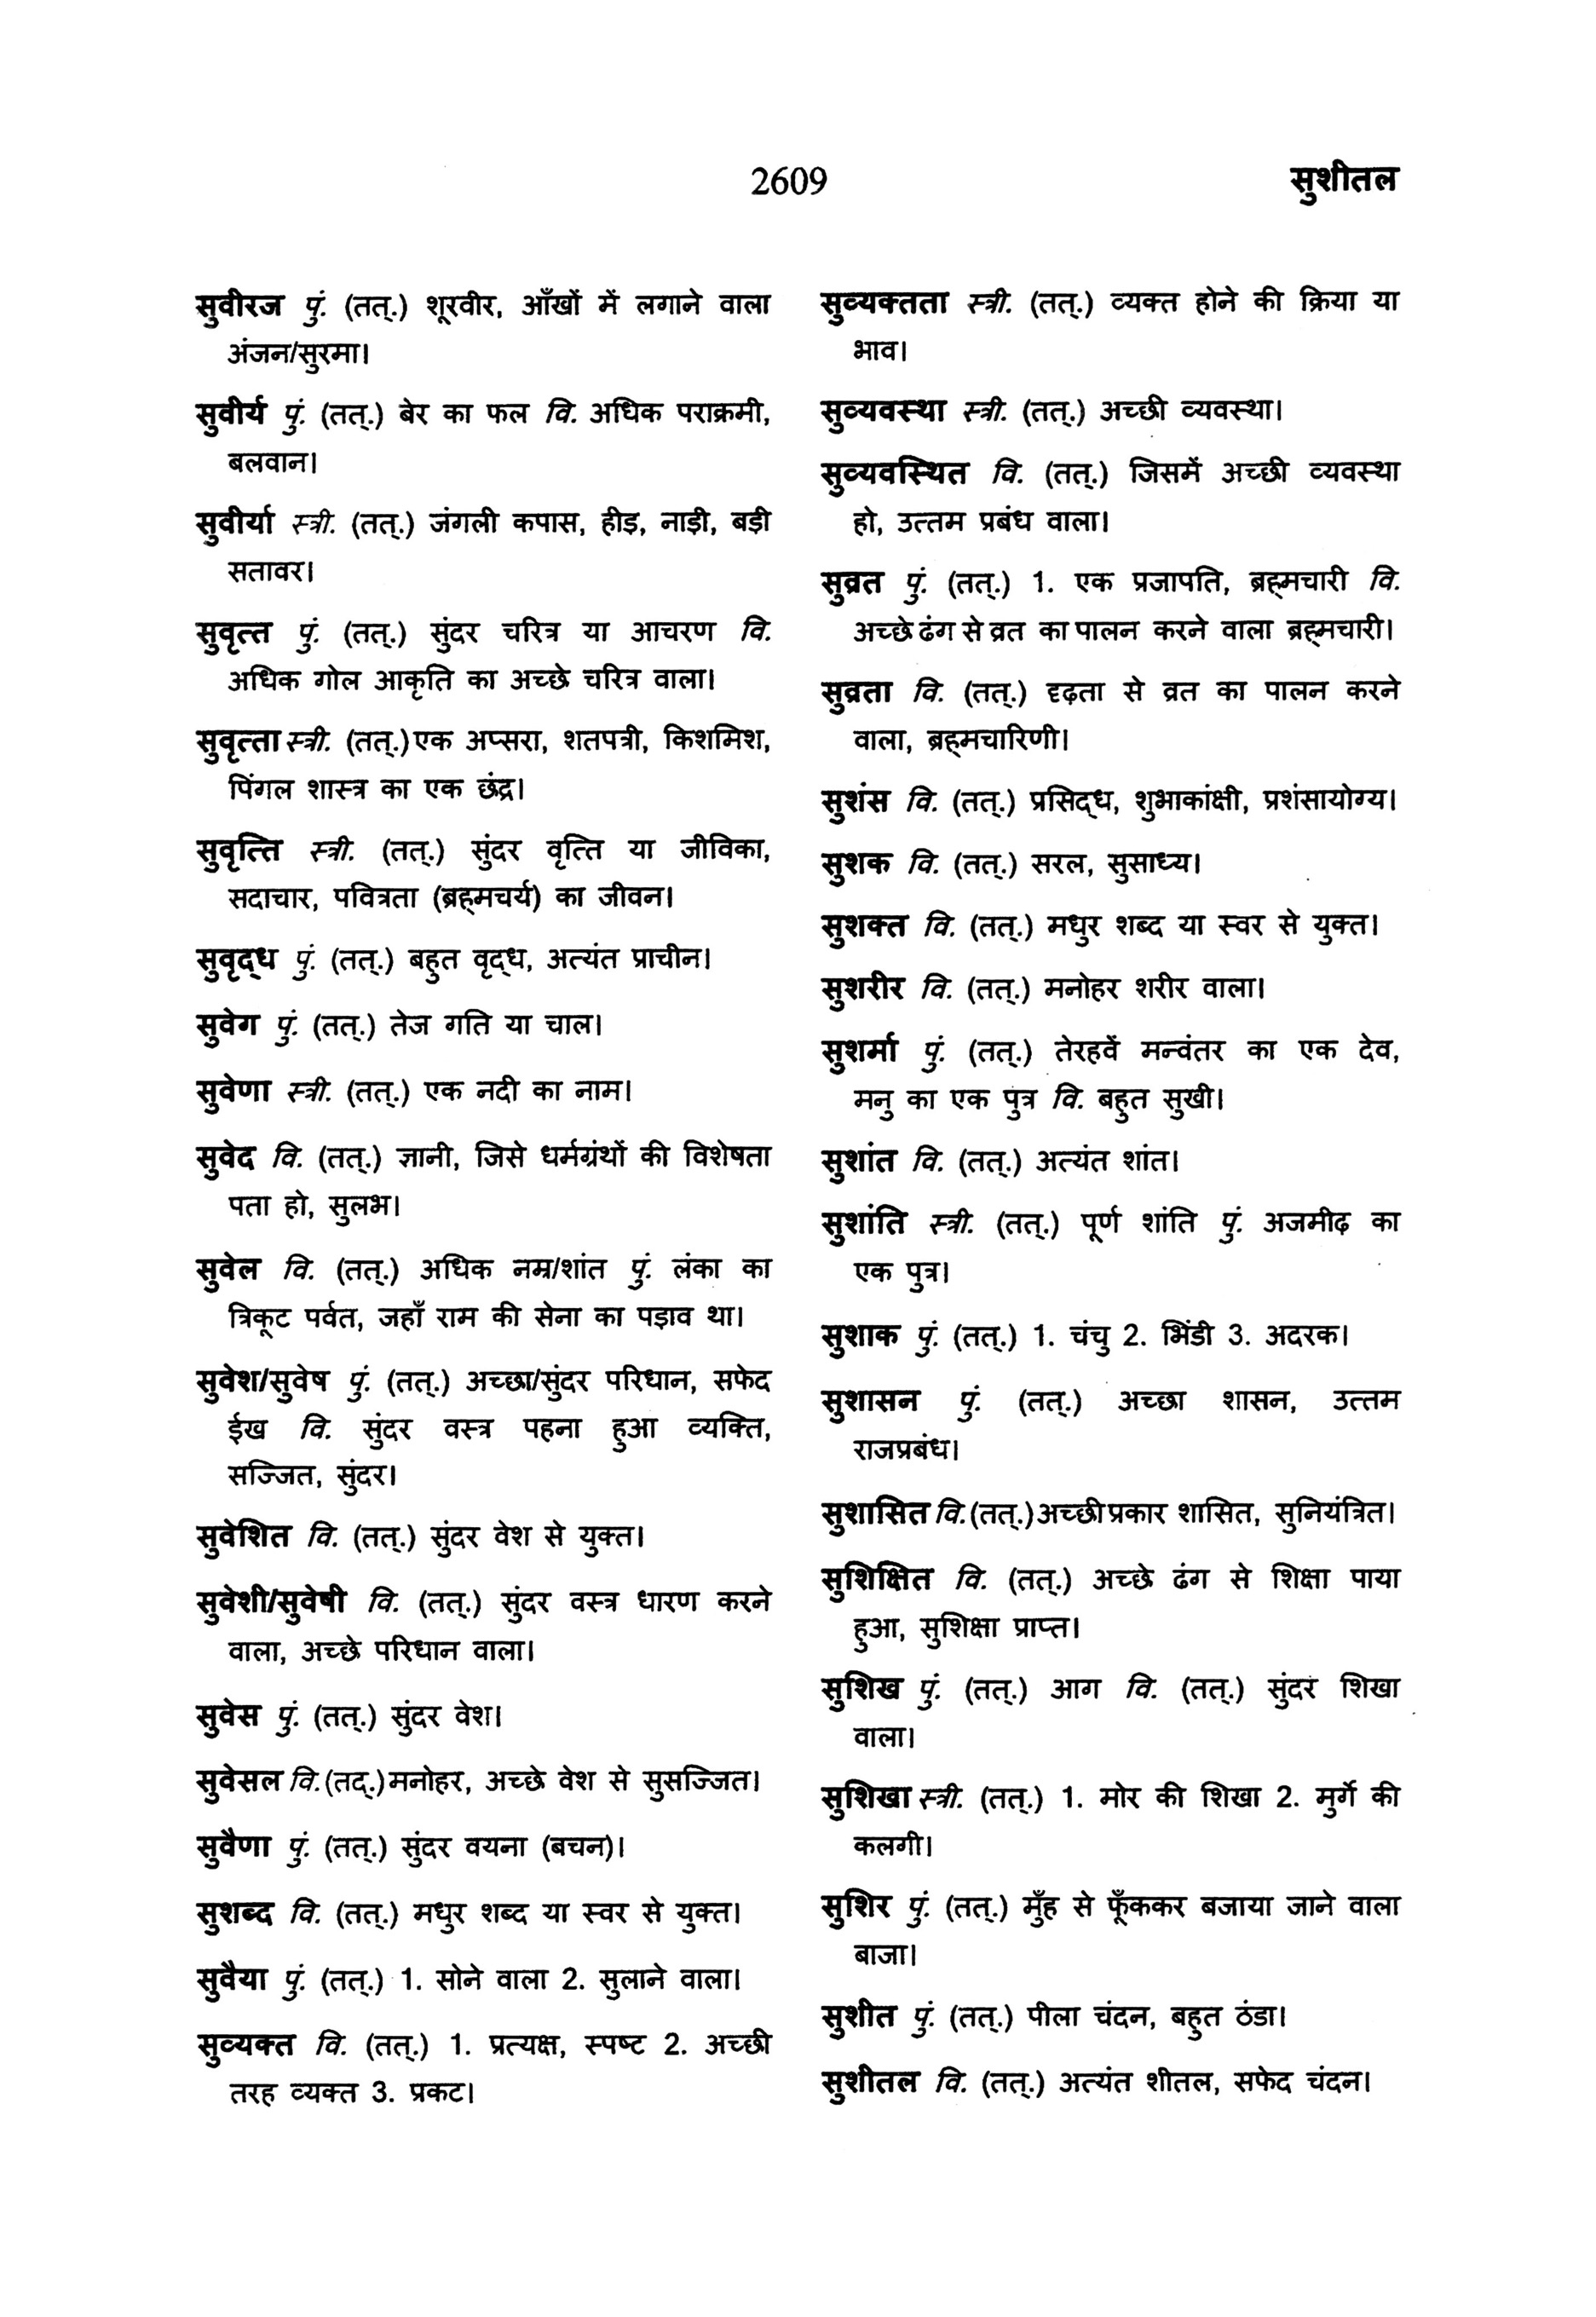 2609
सुशीतल
सुवीरज पुं. (तत्.) शूरवीर, आँखों में लगाने वाला
अंजन/सुरमा।
सुवीर्य पुं. (तत्.) बेर का फल वि. अधिक पराक्रमी,
बलवान।
सुवीर्या स्त्री. (तत्.) जंगली कपास, हीड़, नाड़ी, बड़ी
सतावर।
सुवृत्त पुं. (तत्.) सुंदर चरित्र या आचरण वि.
अधिक गोल आकृति का अच्छे चरित्र वाला।
सुवृत्ता स्त्री. (तत्.) एक अप्सरा, शतपत्री, किशमिश,
पिंगल शास्त्र का एक छंद्र।
सुवृत्ति स्त्री. (तत्.) सुंदर वृत्ति या जीविका,
सदाचार, पवित्रता (ब्रह्मचर्य) का जीवन।
सुवृद्ध पुं. (तत्.) बहुत वृद्ध, अत्यंत प्राचीन।
सुवेग पुं. (तत्.) तेज गति या चाल।
सुवेणा स्त्री. (तत्.) एक नदी का नाम।
सुवेद वि. (तत्.) ज्ञानी, जिसे धर्मग्रंथों की विशेषता
पता हो, सुलभ।
सुवेल वि. (तत्.) अधिक नम्र/शांत पुं. लंका का
त्रिकूट पर्वत, जहाँ राम की सेना का पड़ाव था।
सुवेश/सुवेष पुं. (तत्.) अच्छा/सुंदर परिधान, सफेद
ईख वि. सुंदर वस्त्र पहना हुआ व्यक्ति,
सज्जित, सुंदर।
सुवेशित वि. (तत्.) सुंदर वेश से युक्त।
सुवेशी/सुवेषी वि. (तत्.) सुंदर वस्त्र धारण करने
वाला, अच्छे परिधान वाला।
सुवेस पुं. (तत्.) सुंदर वेश।
सुवेसल वि. (तद्.) मनोहर, अच्छे वेश से सुसज्जित।
सुवैणा पुं. (तत्.) सुंदर वयना (बचन)।
सुशब्द वि. (तत्.) मधुर शब्द या स्वर से युक्त।
सुवैया पुं. (तत्.) 1. सोने वाला 2. सुलाने वाला।
सुव्यक्त वि. (तत्.) 1. प्रत्यक्ष, स्पष्ट 2. अच्छी
तरह व्यक्त 3. प्रकट।
सुव्यक्तता स्त्री. (तत्.) व्यक्त होने की क्रिया या
भाव।
सुव्यवस्था स्त्री. (तत्.) अच्छी व्यवस्था।
सुव्यवस्थित वि. (तत्.) जिसमें अच्छी व्यवस्था
हो, उत्तम प्रबंध वाला।
सुव्रत पुं. (तत्.) 1. एक प्रजापति, ब्रह्मचारी वि.
अच्छे ढंग से व्रत का पालन करने वाला ब्रह्मचारी।
सुव्रता वि. (तत्.) दृढ़ता से व्रत का पालन करने
वाला, ब्रह्मचारिणी।
सुशंस वि. (तत्.) प्रसिद्ध, शुभाकांक्षी, प्रशंसायोग्य।
सुशक वि. (तत्.) सरल, सुसाध्य।
सुशक्त वि. (तत्.) मधुर शब्द या स्वर से युक्त।
सुशरीर वि. (तत्.) मनोहर शरीर वाला।
सुशर्मा पुं. (तत्.) तेरहवें मन्वंतर का एक देव,
मनु का एक पुत्र वि. बहुत सुखी।
सुशांत वि. (तत्.) अत्यंत शांत।
सुशांति स्त्री. (तत्.) पूर्ण शांति पुं. अजमीढ़ का
एक पुत्र।
सुशाक पुं. (तत्.) 1. चंचु 2. भिंडी 3. अदरक।
सुशासन पुं. (तत्.) अच्छा शासन, उत्तम
राजप्रबंध।
सुशासित वि. (तत्.) अच्छी प्रकार शासित, सुनियंत्रित।
सुशिक्षित वि. (तत्.) अच्छे ढंग से शिक्षा पाया
हुआ, सुशिक्षा प्राप्त।
सुशिख पुं. (तत्.) आग वि. (तत्.) सुंदर शिखा
वाला।
सुशिखा स्त्री. (तत्.) 1. मोर की शिखा 2. मुर्गे की
कलगी।
सुशिर पुं. (तत्.) मुँह से फूँककर बजाया जाने वाला
बाजा।
सुशीत पुं. (तत्.) पीला चंदन, बहुत ठंडा।
सुशीतल वि. (तत्.) अत्यंत शीतल, सफेद चंदन।